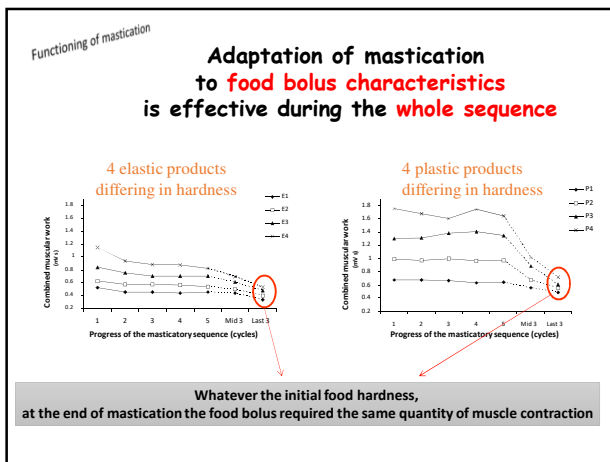 Functioning of mastication
Adaptation of mastication
to food bolus characteristics
is effective during the whole sequence
4 elastic products
differing in hardness
E1
E2
E3
E4
Combined muscular work
(mV s)
1.8
1.6
1.4
1.2
1
0.8
0.6
0.4
0.2
1 2 3 4 5 Mid 3 Last 3
Progress of the masticatory sequence (cycles)
4 plastic products
differing in hardness
P1
P2
P3
P4
Combined muscular work
(mV s)
1.8
1.6
1.4
1.2
1
0.8
0.6
0.4
0.2
1 2 3 4 5 Mid 3 Last 3
Progress of the masticatory sequence (cycles)
Whatever the initial food hardness,
at the end of mastication the food bolus required the same quantity of muscle contraction